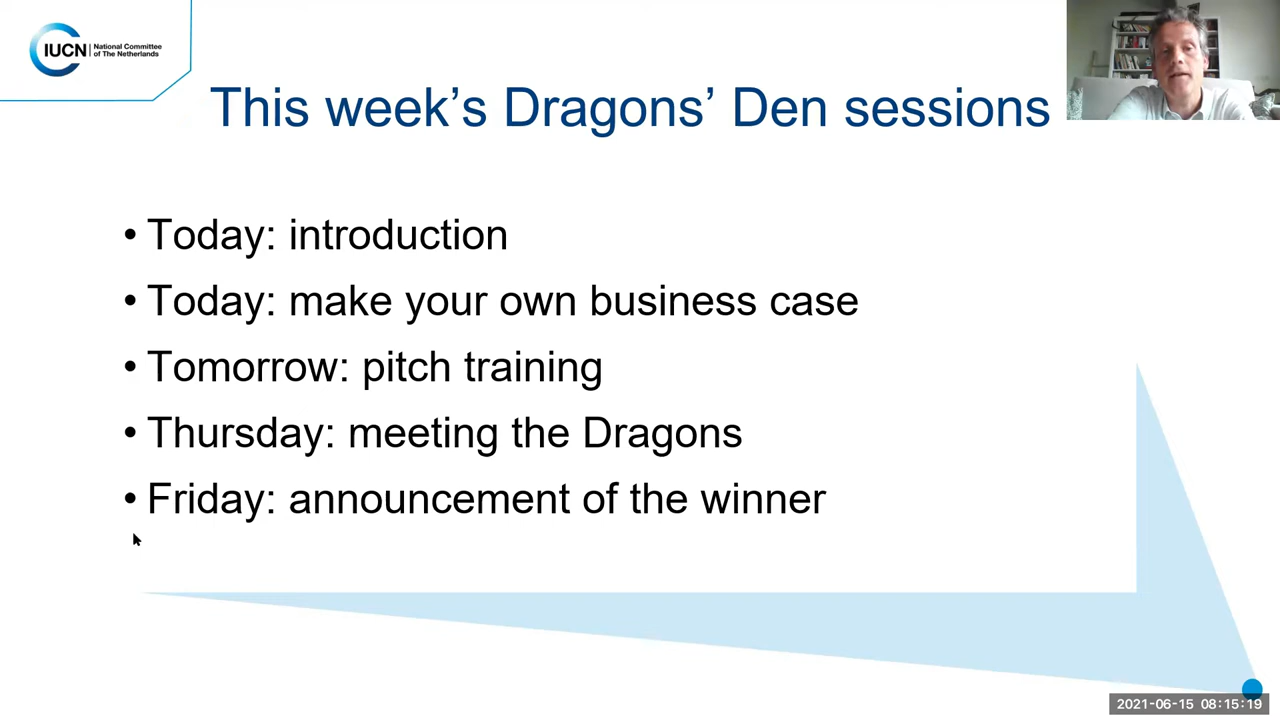 IUCN
National Committee
of The Netherlands
This week’s Dragons’ Den sessions
• Today: introduction
• Today: make your own business case
• Tomorrow: pitch training
• Thursday: meeting the Dragons
• Friday: announcement of the winner
2021-06-15 08:15:19